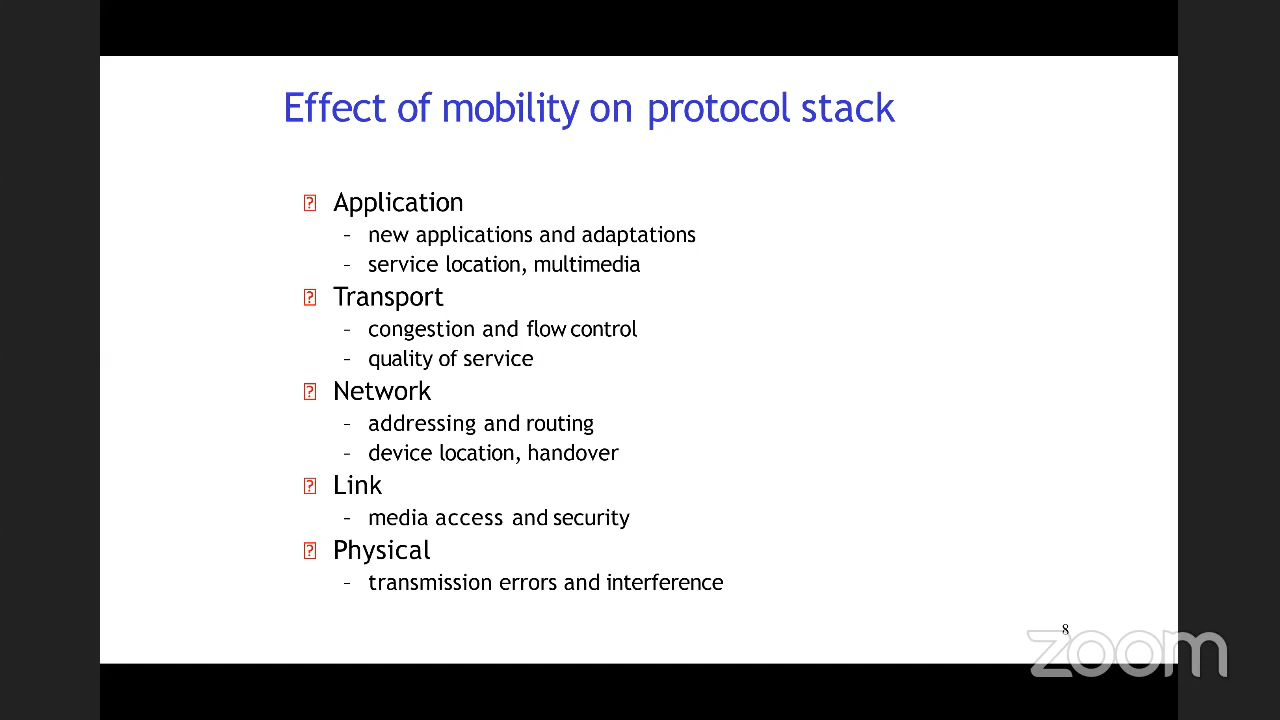 Effect of mobility on protocol stack
Application
– new applications and adaptations
– service location, multimedia
Transport
– congestion and flow control
– quality of service
Network
– addressing and routing
– device location, handover
Link
– media access and security
Physical
– transmission errors and interference
8
zoom